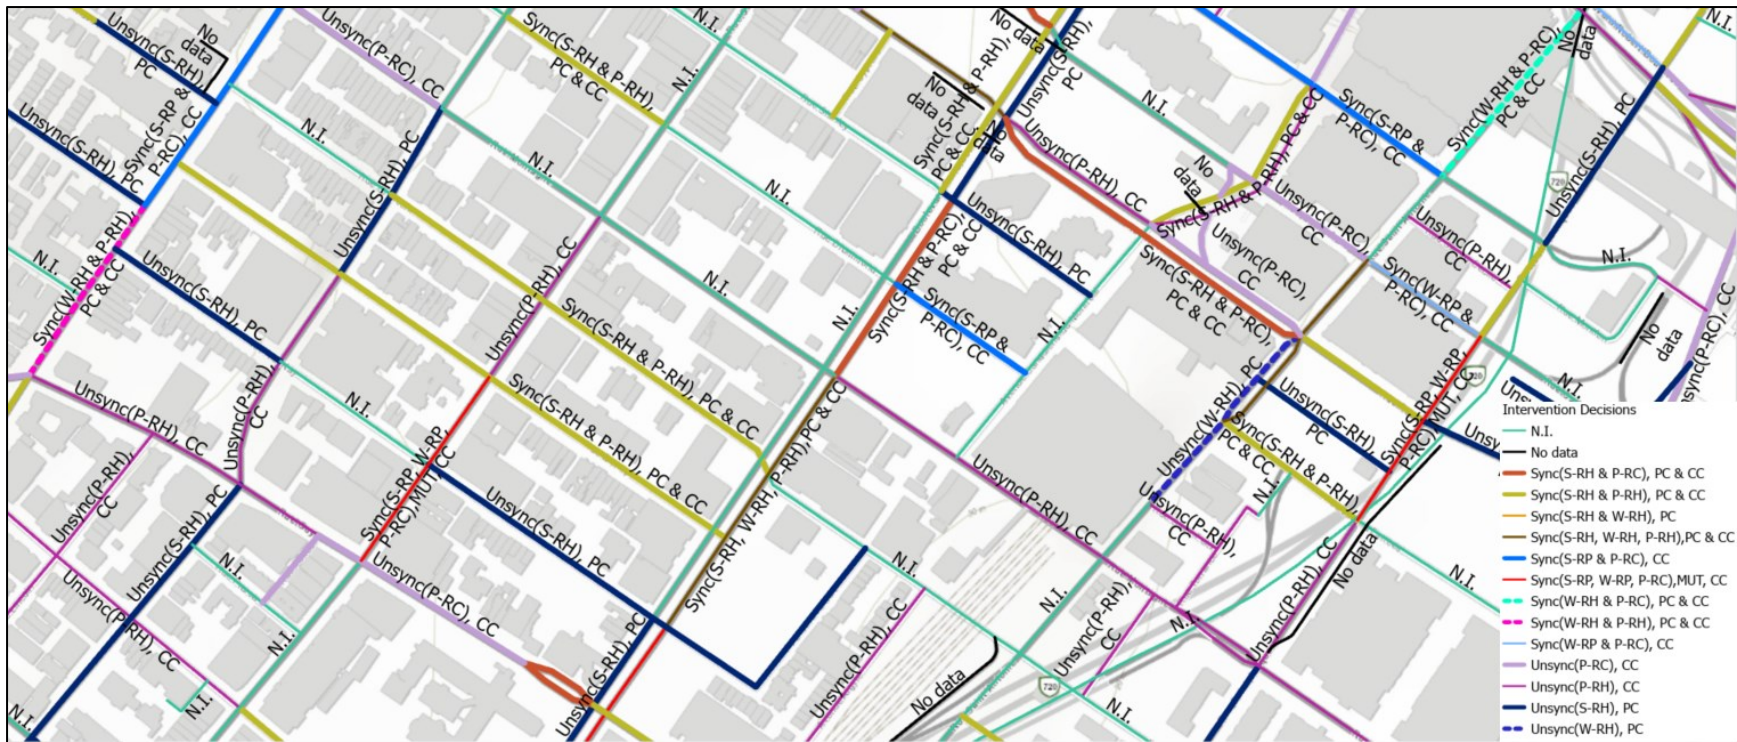 Unsync(S-RH),
PC
No
data
Unsync(P-RC), CC
Sync(S-RH & P-RH),
PC & CC
N.I.
N.I.
No data
Unsync(S-RH),
PC
Sync(S-RH & P-RH),
PC & CC
No
data
No
data
N.I.
Sync(S-RP &
P-RC), CC
Sync(W-RH & P-RC),
PC & CC
No
data
N.I.
Unsync(S-RH), PC
Unsync(S-RH), PC
Sync(S-RP &
P-RC), CC
N.I.
Unsync(S-RH), PC
N.I.
N.I.
Unsync(P-RH), CC
No
data
Sync(S-RH & P-RH), PC & CC
Unsync(P-RC),
CC
Unsync(P-RH),
CC
720
N.I.
N.I.
Sync(W-RH & P-RH),
PC & CC
Unsync(S-RH), PC
Unsync(P-RH), CC
N.I.
N.I.
Sync(S-RH & P-RC),
PC & CC
Unsync(S-RH), PC
Sync(S-RP &
P-RC), CC
N.I.
Sync(S-RH & P-RC),
PC & CC
Unsync(P-RC),
CC
Sync(W-RP &
P-RC), CC
No
data
Unsync(P-RC), CC
N.I.
Unsync(P-RH), CC
Unsync(P-RH),
CC
N.I.
Sync(S-RH & P-RH), PC & CC
Sync(S-RH & P-RH), PC & CC
Sync(S-RH, W-RH, P-RH),PC & CC
Unsync(W-RH), PC
Unsync(S-RH),
PC
Sync(S-RH & P-RH),
PC & CC
Sync(S-RP, W-RP,
P-RC),MUT, CC
Unsync(P-RH),
CC
Unsync(S-RH), PC
N.I.
Sync(S-RP, W-RP,
P-RC),MUT, CC
Unsync(S-RH), PC
Unsync(P-RH), CC
Unsync(P-RH),
CC
N.I.
No data
N.I.
Unsync(P-RH), CC
N.I.
Unsync(P-RC), CC
N.I.
Unsync(S-RH), PC
Unsync(P-RH), CC
No data
N.I.
N.I.
Unsync(P-RH),
CC
N.I.
720
N.I.
Unsync(P-RH), CC
Intervention Decisions
N.I.
No data
Sync(S-RH & P-RC), PC & CC
Sync(S-RH & P-RH), PC & CC
Sync(S-RH & W-RH), PC
Sync(S-RH, W-RH, P-RH),PC & CC
Sync(S-RP & P-RC), CC
Sync(S-RP, W-RP, P-RC),MUT, CC
Sync(W-RH & P-RC), PC & CC
Sync(W-RH & P-RH), PC & CC
Sync(W-RP & P-RC), CC
Unsync(P-RC), CC
Unsync(P-RH), CC
Unsync(S-RH), PC
Unsync(W-RH), PC